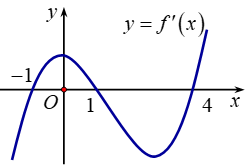 y
y = f′(x)
−1
O 1 4 x